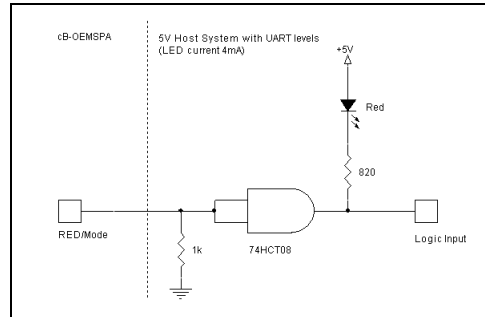 cB-OEMSPA
5V Host System with UART levels
(LED current 4mA)
+5V
Red
820
RED/Mode
1k
74HCT08
Logic Input